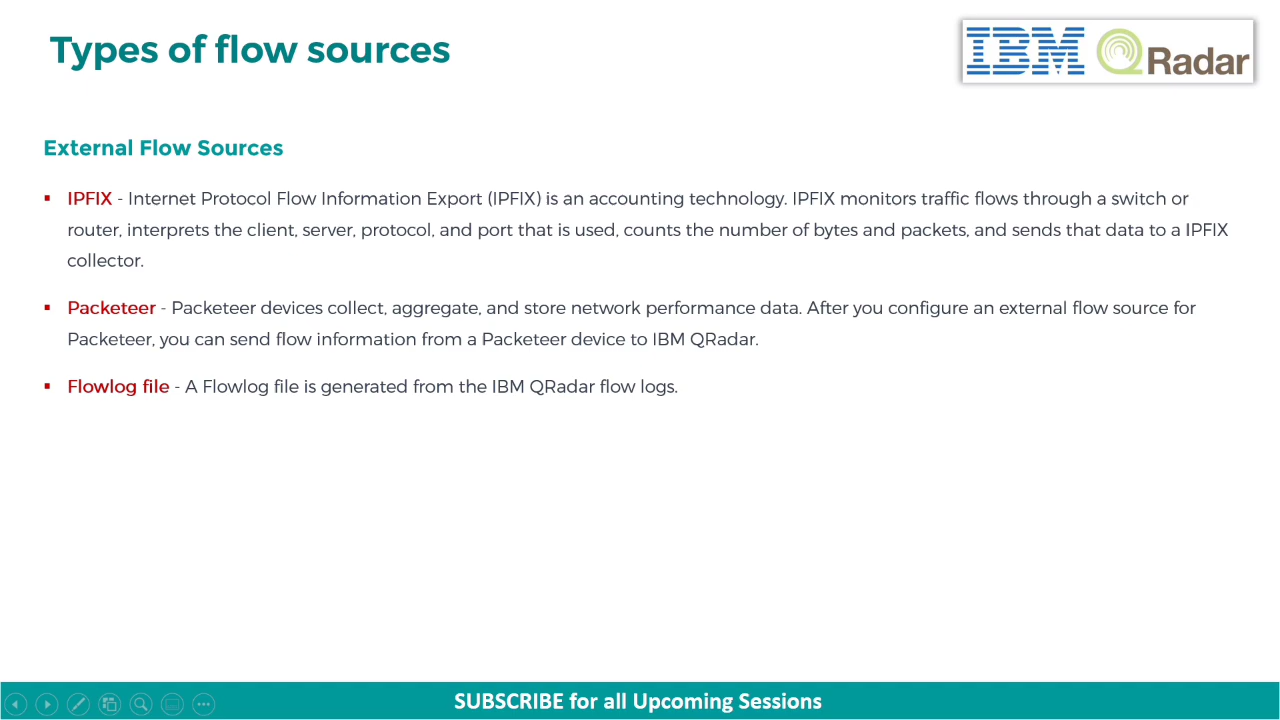 Types of flow sources
IBM QRadar
External Flow Sources
▪ IPFIX - Internet Protocol Flow Information Export (IPFIX) is an accounting technology. IPFIX monitors traffic flows through a switch or
router, interprets the client, server, protocol, and port that is used, counts the number of bytes and packets, and sends that data to a IPFIX
collector.
▪ Packeteer - Packeteer devices collect, aggregate, and store network performance data. After you configure an external flow source for
Packeteer, you can send flow information from a Packeteer device to IBM QRadar.
▪ Flowlog file - A Flowlog file is generated from the IBM QRadar flow logs.
SUBSCRIBE for all Upcoming Sessions